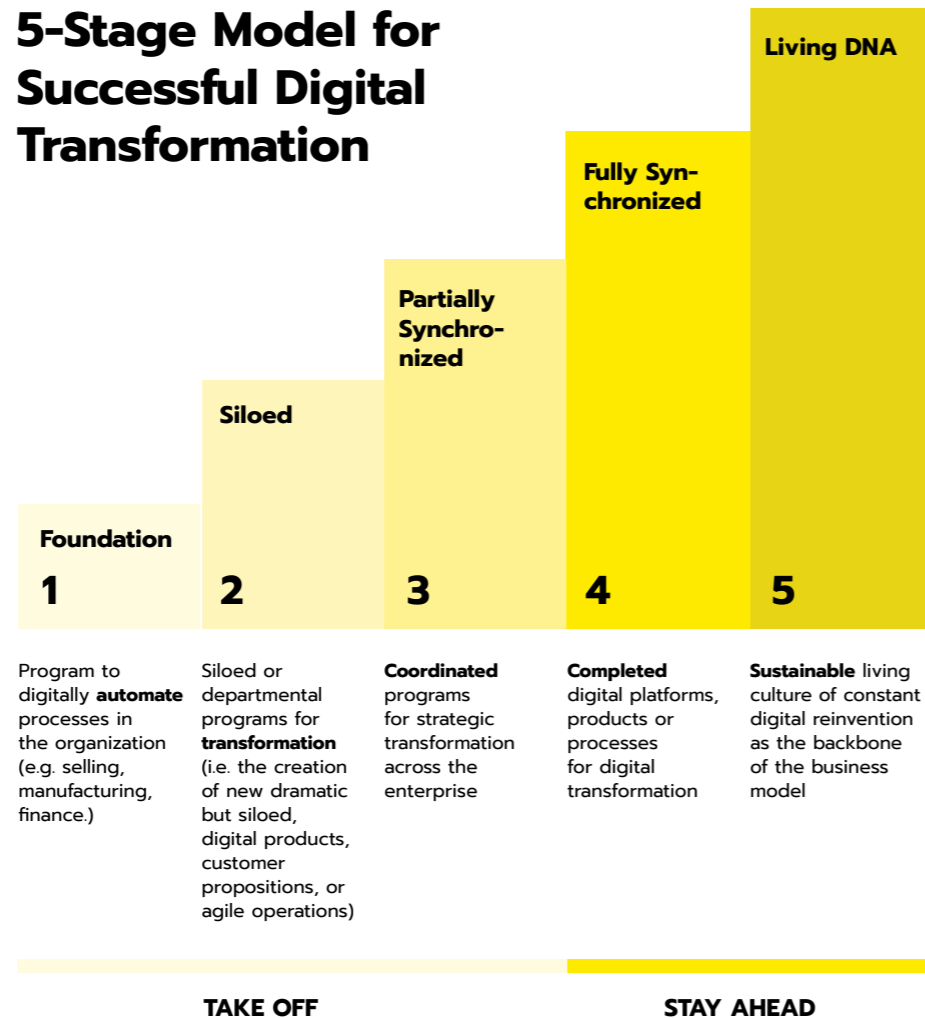 5-Stage Model for
Successful Digital
Transformation
Living DNA
Fully Syn-
chronized
Partially
Synchro-
nized
Siloed
Foundation
1
2
3
4
5
Program to
digitally automate
processes in
the organization
(e.g. selling,
manufacturing,
finance.)
Siloed or
departmental
programs for
transformation
(i.e. the creation
of new dramatic
but siloed,
digital products,
customer
propositions, or
agile operations)
Coordinated
programs
for strategic
transformation
across the
enterprise
Completed
digital platforms,
products or
processes
for digital
transformation
Sustainable living
culture of constant
digital reinvention
as the backbone
of the business
model
TAKE OFF
STAY AHEAD